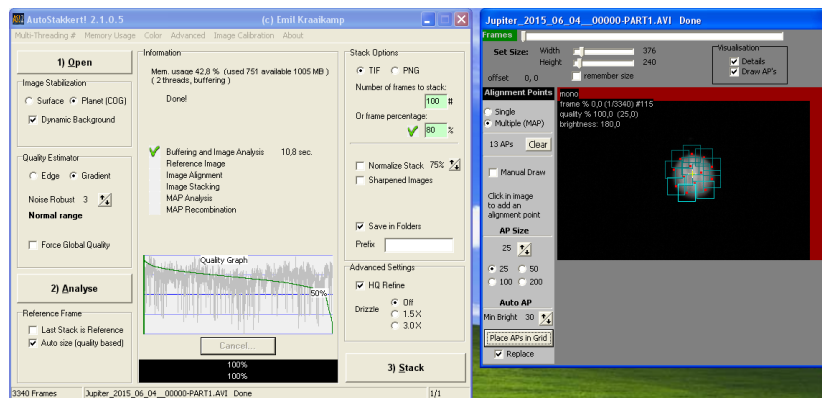 AutoStakkert! 2.1.0.5 (c) Emil Kraaikamp
Multi-Threading # Memory Usage Color Advanced Image Calibration About
1) Open
Image Stabilization
Surface Planet (COG)
Dynamic Background
Quality Estimator
Edge Gradient
Noise Robust 3
Normal range
Force Global Quality
2) Analyse
Reference Frame
Last Stack is Reference
Auto size (quality based)
Information
Mem. usage 42,8 % (used 751 available 1005 MB )
( 2 threads, buffering )
Done!
Buffering and Image Analysis 10,8 sec.
Reference Image
Image Alignment
Image Stacking
MAP Analysis
MAP Recombination
Quality Graph
50%
Cancel...
100%
100%
Stack Options
TIF PNG
Number of frames to stack:
100 #
Or frame percentage:
80 %
Normalize Stack 75%
Sharpened Images
Save in Folders
Prefix
Advanced Settings
HQ Refine
Drizzle
Off
1.5 X
3.0 X
3) Stack
3340 Frames Jupiter_2015_06_04__00000-PART1.AVI Done 1/1
Jupiter_2015_06_04__00000-PART1.AVI Done
Frames
Set Size: Width 376
Height 240
offset 0, 0 remember size
Visualisation
Details
Draw AP's
Alignment Points
Single
Multiple (MAP)
13 APs Clear
Manual Draw
Click in image
to add an
alignment point
AP Size
25
25 50
100 200
Auto AP
Min Bright 30
Place APs in Grid
Replace
mono
frame % 0,0 (1/3340) #115
quality % 100,0 (25,0)
brightness: 180,0